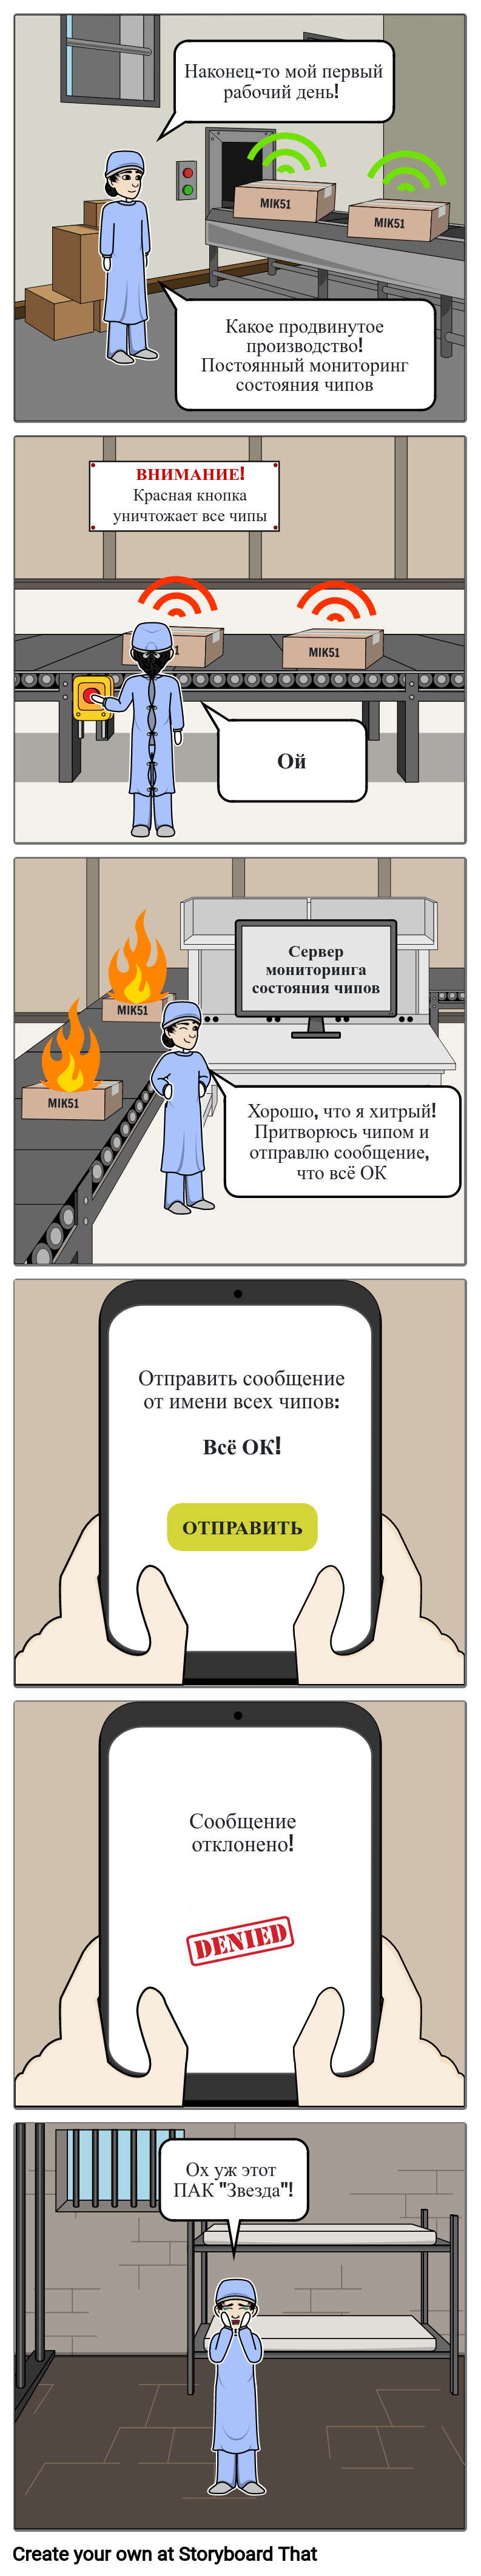 Наконец-то мой первый
рабочий день!
MIK51
MIK51
Какое продвинутое
производство!
Постоянный мониторинг
состояния чипов
ВНИМАНИЕ!
Красная кнопка
уничтожает все чипы
1
MIK51
Ой
Сервер
мониторинга
состояния чипов
MIK51
MIK51
Хорошо, что я хитрый!
Притворюсь чипом и
отправлю сообщение,
что всё ОК
Отправить сообщение
от имени всех чипов:
Всё ОК!
ОТПРАВИТЬ
Сообщение
отклонено!
DENIED
Ох уж этот
ПАК "Звезда"!
Create your own at Storyboard That